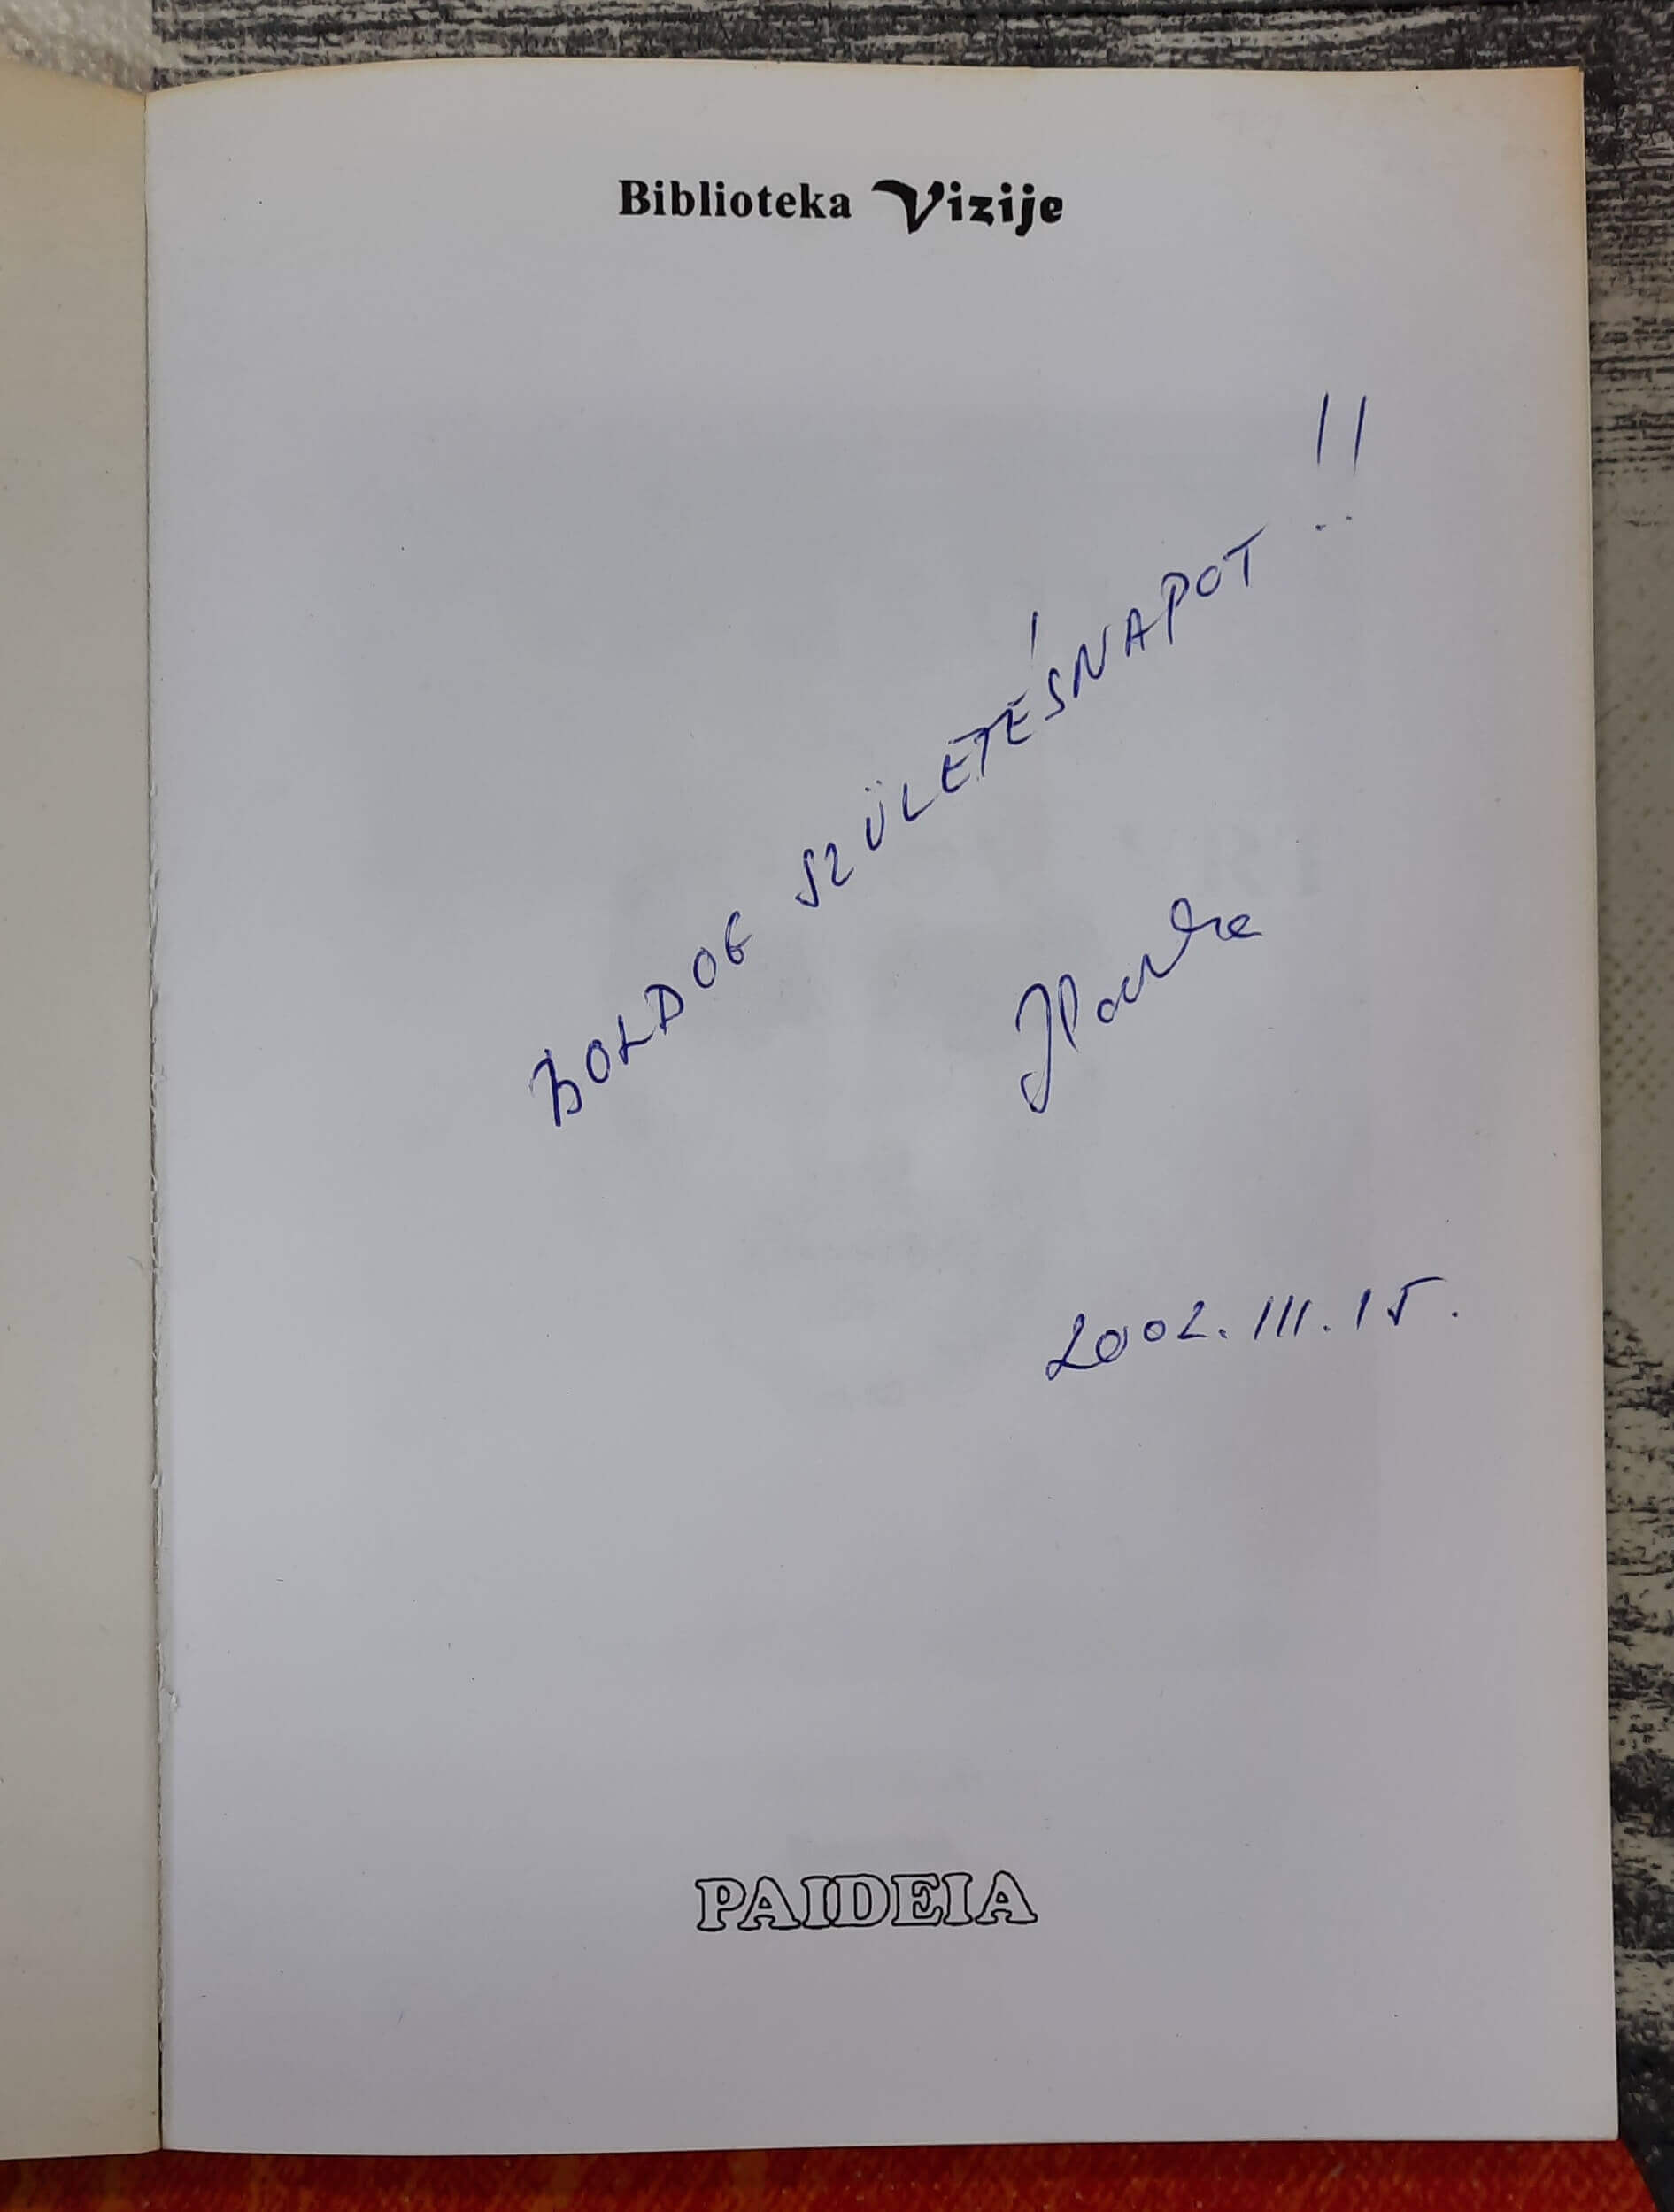 Biblioteka Vizije
BOLDOG SZÜLETÉSNAPOT!!
2002.III.15.
PAIDEIA